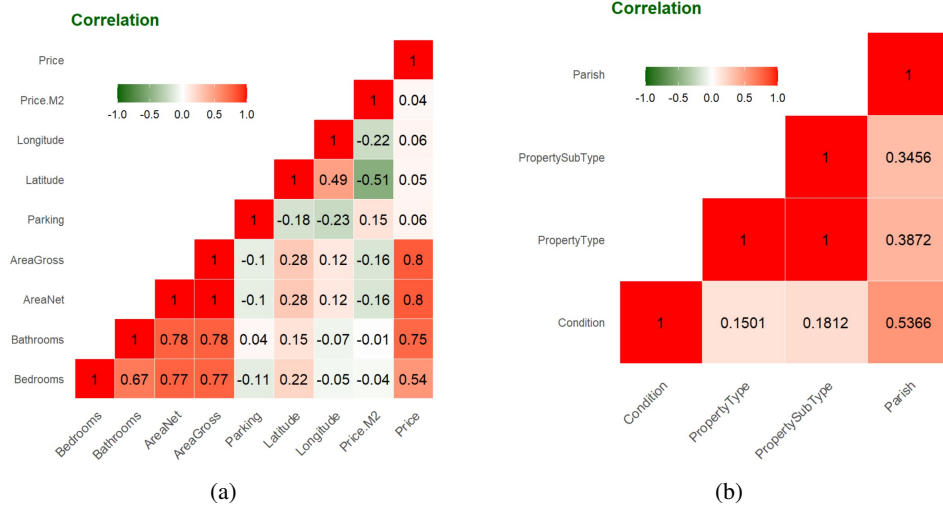 Correlation
Price 1
-1.0 -0.5 0.0 0.5 1.0
Price.M2 1 0.04
Longitude 1 -0.22 0.06
Latitude 1 0.49 -0.51 0.05
Parking 1 -0.18 -0.23 0.15 0.06
AreaGross 1 -0.1 0.28 0.12 -0.16 0.8
AreaNet 1 1 -0.1 0.28 0.12 -0.16 0.8
Bathrooms 1 0.78 0.78 0.04 0.15 -0.07 -0.01 0.75
Bedrooms 1 0.67 0.77 0.77 -0.11 0.22 -0.05 -0.04 0.54
Bedrooms Bathrooms AreaNet AreaGross Parking Latitude Longitude Price.M2 Price
(a)
Correlation
Parish 1
-1.0 -0.5 0.0 0.5 1.0
PropertySubType 1 0.3456
PropertyType 1 1 0.3872
Condition 1 0.1501 0.1812 0.5366
Condition PropertyType PropertySubType Parish
(b)